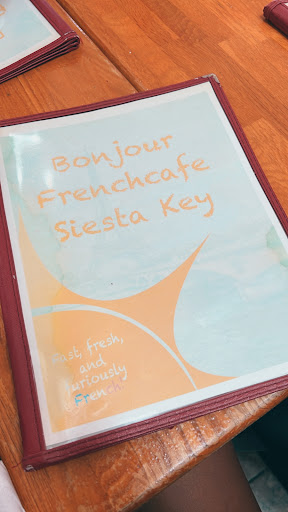 Bonjour
Frenchcafe
Siesta Key
Fast, fresh,
and
furiously
French